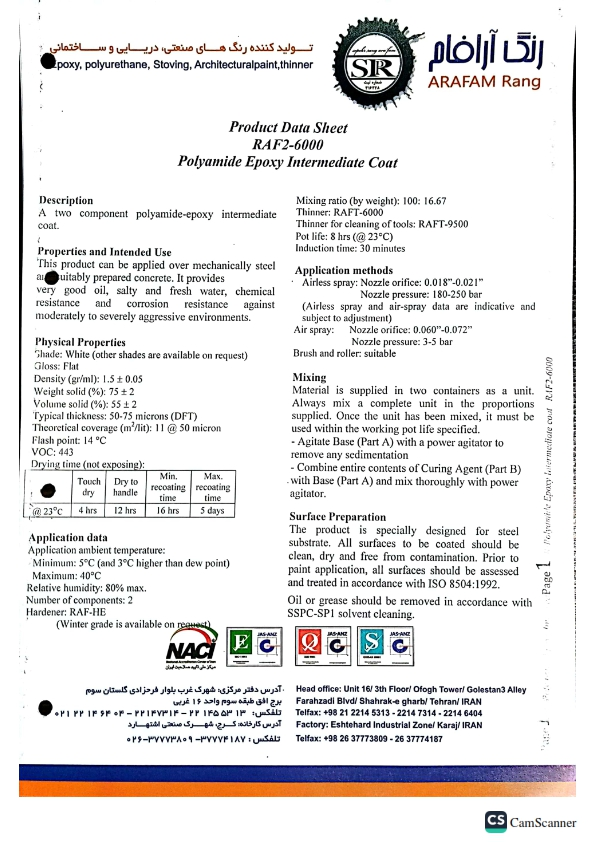 تـولید کننده رنگ هـای صنعتی، دریـایی و سـاختمانی
Epoxy, polyurethane, Stoving, Architecturalpaint,thinner
SPR
رنگ آرافام
ARAFAM Rang
Product Data Sheet
RAF2-6000
Polyamide Epoxy Intermediate Coat
Description
A two component polyamide-epoxy intermediate
coat.
Properties and Intended Use
This product can be applied over mechanically steel
suitably prepared concrete. It provides
very good oil, salty and fresh water, chemical
resistance and corrosion resistance against
moderately to severely aggressive environments.
Physical Properties
Shade: White (other shades are available on request)
Gloss: Flat
Density (gr/ml): 1.5 ± 0.05
Weight solid (%): 75 ± 2
Volume solid (%): 55 ± 2
Typical thickness: 50-75 microns (DFT)
Theoretical coverage (m²/lit): 11 @ 50 micron
Flash point: 14 °C
VOC: 443
Drying time (not exposing):
Touch dry
Dry to handle
Min. recoating time
Max. recoating time
@ 23°C
4 hrs
12 hrs
16 hrs
5 days
Application data
Application ambient temperature:
Minimum: 5°C (and 3°C higher than dew point)
Maximum: 40°C
Relative humidity: 80% max.
Number of components: 2
Hardener: RAF-HE
(Winter grade is available on request)
Mixing ratio (by weight): 100: 16.67
Thinner: RAFT-6000
Thinner for cleaning of tools: RAFT-9500
Pot life: 8 hrs (@ 23°C)
Induction time: 30 minutes
Application methods
Airless spray: Nozzle orifice: 0.018"-0.021"
Nozzle pressure: 180-250 bar
(Airless spray and air-spray data are indicative and
subject to adjustment)
Air spray: Nozzle orifice: 0.060"-0.072"
Nozzle pressure: 3-5 bar
Brush and roller: suitable
Mixing
Material is supplied in two containers as a unit.
Always mix a complete unit in the proportions
supplied. Once the unit has been mixed, it must be
used within the working pot life specified.
- Agitate Base (Part A) with a power agitator to
remove any sedimentation
- Combine entire contents of Curing Agent (Part B)
with Base (Part A) and mix thoroughly with power
agitator.
Surface Preparation
The product is specially designed for steel
substrate. All surfaces to be coated should be
clean, dry and free from contamination. Prior to
paint application, all surfaces should be assessed
and treated in accordance with ISO 8504:1992.
Oil or grease should be removed in accordance with
SSPC-SP1 solvent cleaning.
Page 1 Polyamide Epoxy Intermediate coat RAF2-6000
NACI
E
JAS-ANZ
Q
JAS-ANZ
S
JAS-ANZ
آدرس دفتر مرکزی: شهرک غرب بلوار فرحزادی گلستان سوم
برج افق طبقه سوم واحد ۱۶ غربی
تلفکس: ۱۳ ۵۳ ۱۴۵ ۲۲ – ۲۲۱۴۷۳۱۴ – ۰۴ ۶۴ ۱۴ ۲۲ ۰۲۱
آدرس کارخانه: کـرج، شهـرک صنعتی اشتهـارد
تلفکس : ۳۷۷۷۴۱۸۷ – ۳۷۷۷۳۸۰۹-۰۲۶
Head office: Unit 16/ 3th Floor/ Ofogh Tower/ Golestan3 Alley
Farahzadi Blvd/ Shahrak-e gharb/ Tehran/ IRAN
Telfax: +98 21 2214 5313 - 2214 7314 - 2214 6404
Factory: Eshtehard Industrial Zone/ Karaj/ IRAN
Telfax: +98 26 37773809 - 26 37774187
CS CamScanner